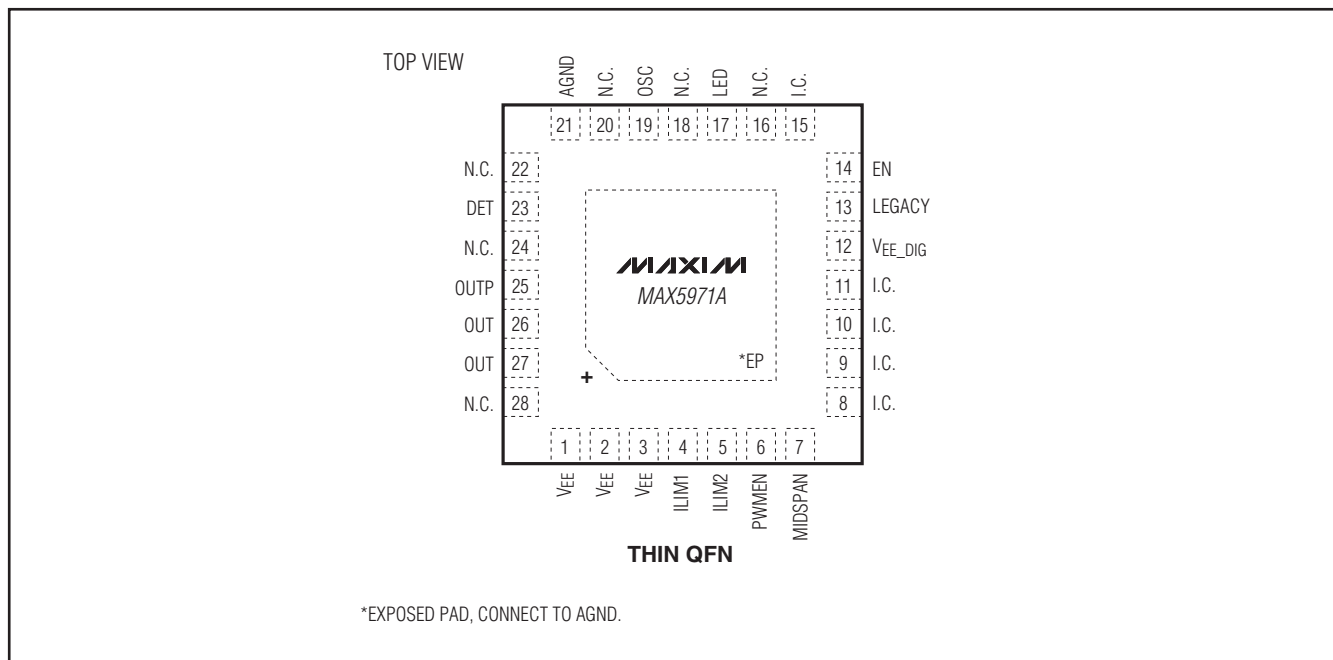 TOP VIEW
AGND N.C. OSC N.C. LED N.C. I.C.
21 20 19 18 17 16 15
N.C. 22 14 EN
DET 23 13 LEGACY
N.C. 24 12 VEE_DIG
OUTP 25 11 I.C.
OUT 26 10 I.C.
OUT 27 9 I.C.
N.C. 28 8 I.C.
MAXIM
MAX5971A
*EP
+
1 2 3 4 5 6 7
VEE VEE VEE ILIM1 ILIM2 PWMEN MIDSPAN
THIN QFN
*EXPOSED PAD, CONNECT TO AGND.